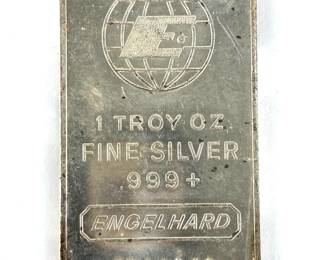 1 TROY OZ
FINE SILVER
999+
ENGELHARD